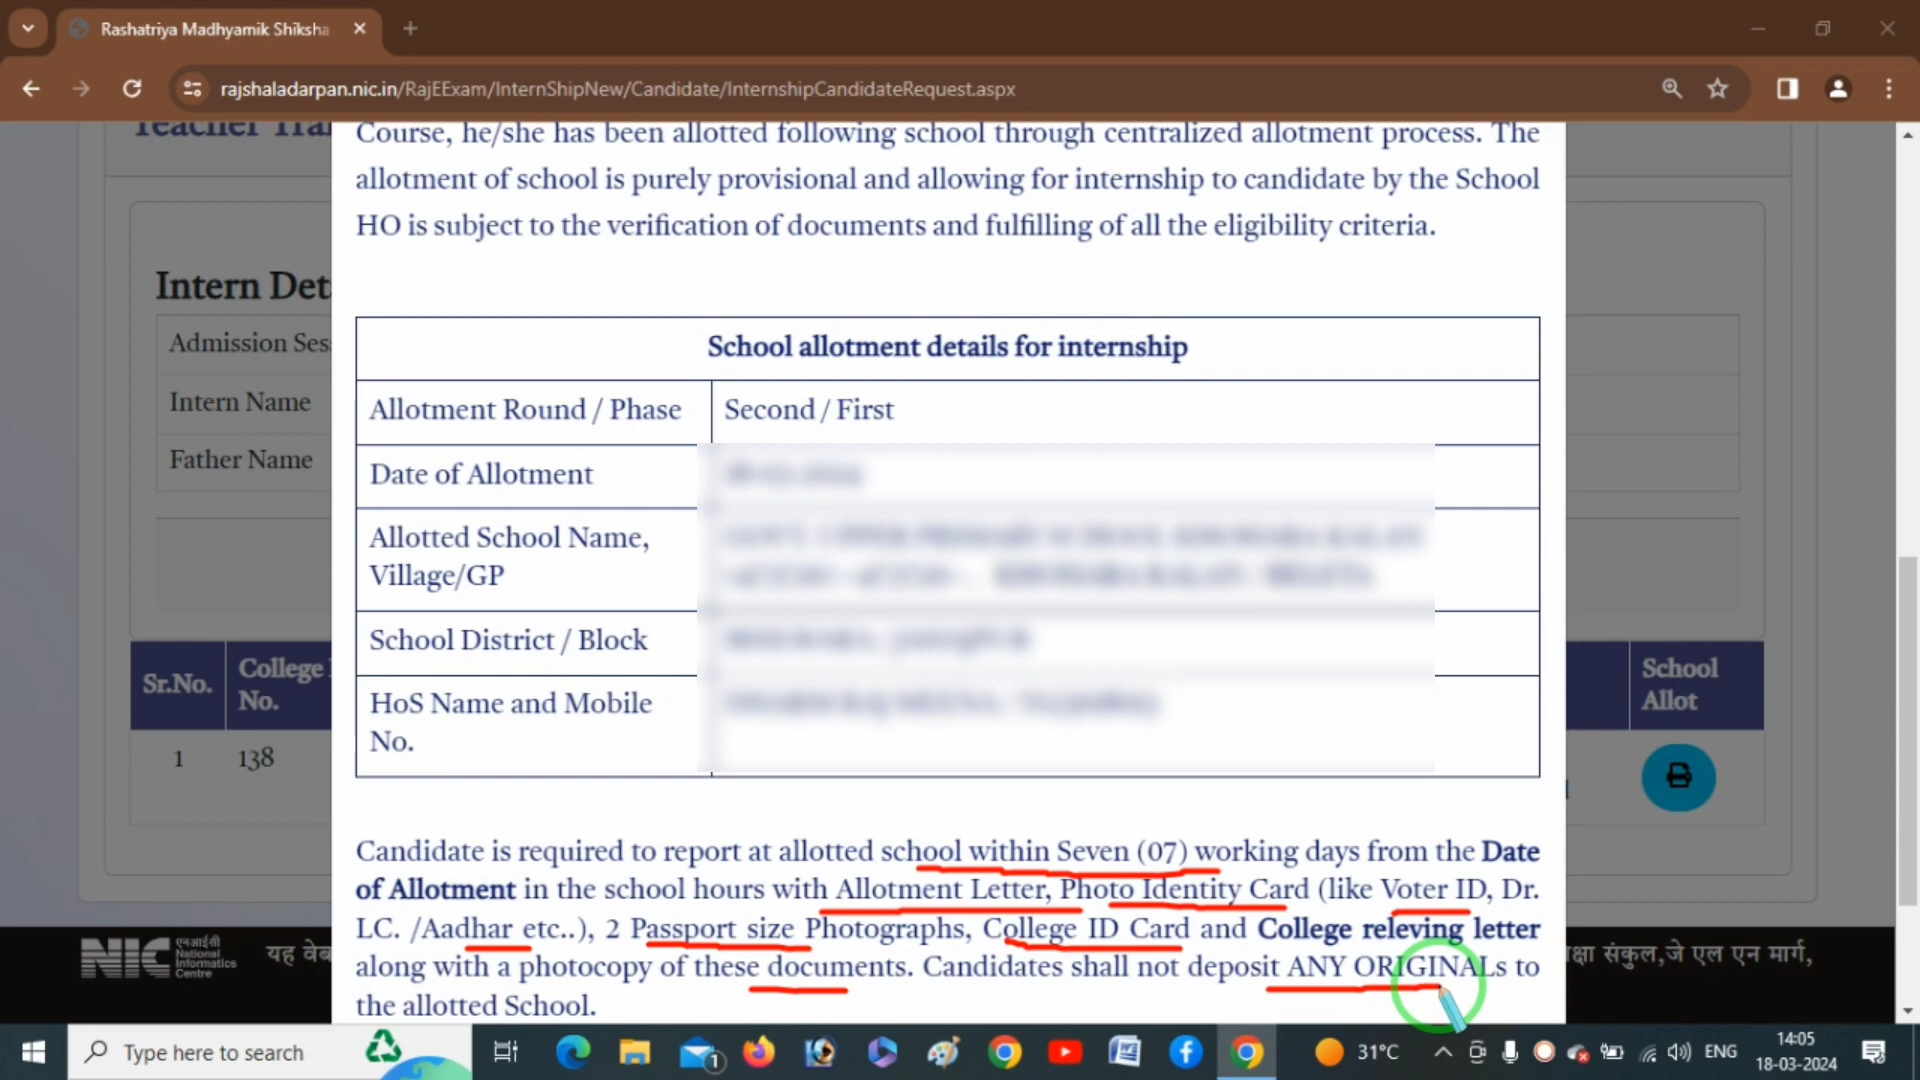 Rashatriya Madhyamik Shiksha
rajshaladarpan.nic.in/RajEExam/InternShipNew/Candidate/InternshipCandidateRequest.aspx
Teacher Trai
Course, he/she has been allotted following school through centralized allotment process. The
allotment of school is purely provisional and allowing for internship to candidate by the School
HO is subject to the verification of documents and fulfilling of all the eligibility criteria.
Intern Det
Admission Ses
Intern Name
Father Name
School allotment details for internship
Allotment Round / Phase Second / First
Date of Allotment
Allotted School Name,
Village/GP
School District / Block
HoS Name and Mobile
No.
Sr.No. College
No.
School
Allot
1 138
Candidate is required to report at allotted school within Seven (07) working days from the Date
of Allotment in the school hours with Allotment Letter, Photo Identity Card (like Voter ID, Dr.
LC. /Aadhar etc..), 2 Passport size Photographs, College ID Card and College releving letter
along with a photocopy of these documents. Candidates shall not deposit ANY ORIGINALs to
the allotted School.
NIC एनआईसी
National
Informatics
Centre
यह वेब
क्षा संकुल,जे एल एन मार्ग,
Type here to search
1
31°C
ENG
14:05
18-03-2024